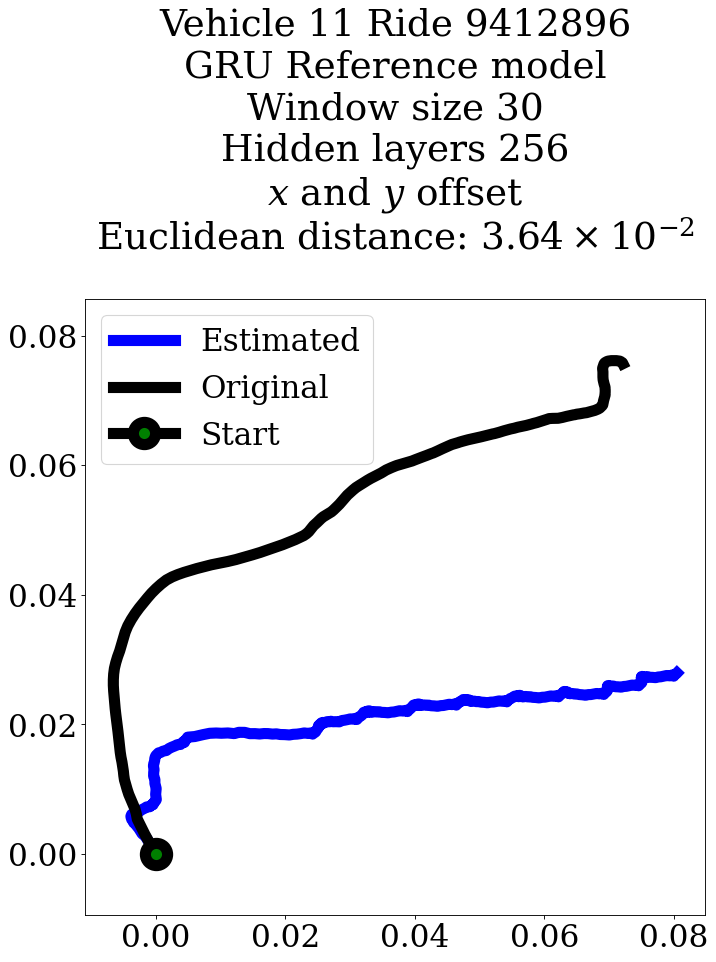 Vehicle 11 Ride 9412896
GRU Reference model
Window size 30
Hidden layers 256
x and y offset
Euclidean distance: 3.64 × 10⁻²
Estimated
Original
Start
0.08
0.06
0.04
0.02
0.00
0.00 0.02 0.04 0.06 0.08